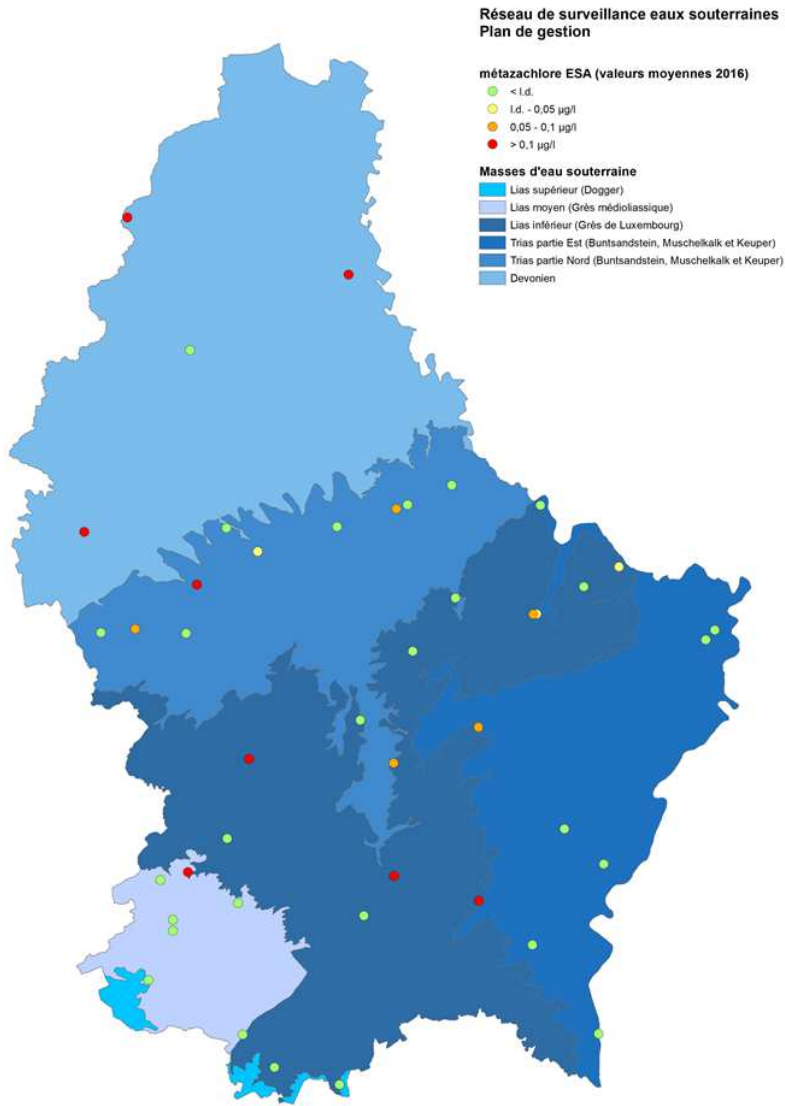 Réseau de surveillance eaux souterraines
Plan de gestion
métazachlore ESA (valeurs moyennes 2016)
< l.d.
l.d. - 0,05 µg/l
0,05 - 0,1 µg/l
> 0,1 µg/l
Masses d'eau souterraine
Lias supérieur (Dogger)
Lias moyen (Grès médioliassique)
Lias inférieur (Grès de Luxembourg)
Trias partie Est (Buntsandstein, Muschelkalk et Keuper)
Trias partie Nord (Buntsandstein, Muschelkalk et Keuper)
Devonien